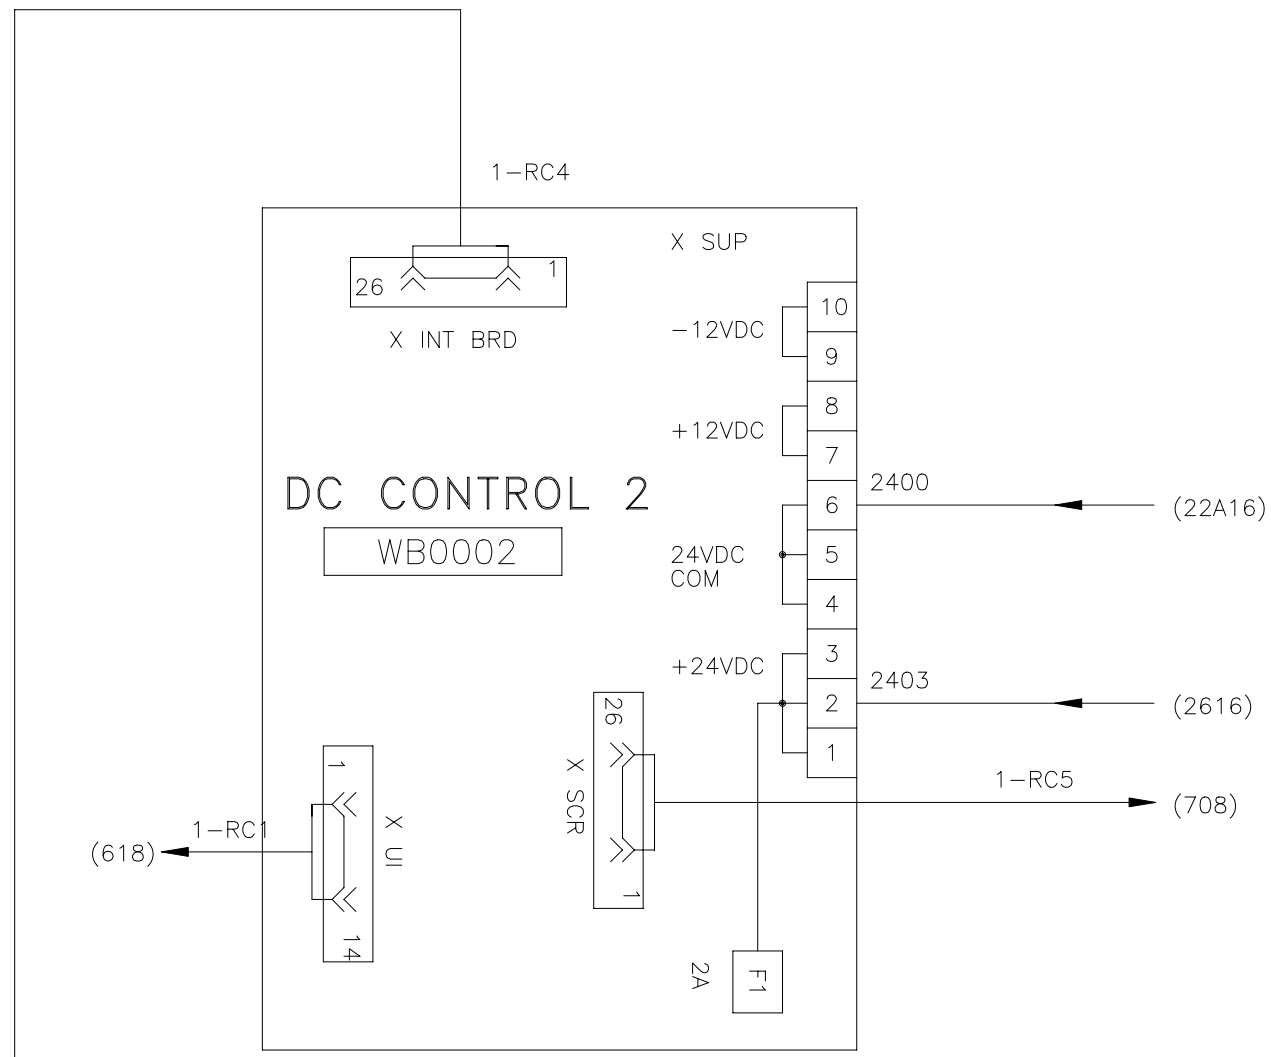 1-RC4
X SUP
26
1
X INT BRD
-12VDC
10
9
+12VDC
8
7
DC CONTROL 2
WB0002
24VDC
COM
6
5
4
2400
(22A16)
+24VDC
3
2
1
2403
(2616)
26
X SCR
1
1-RC5
(708)
1
X UI
14
1-RC1
(618)
2A
F1